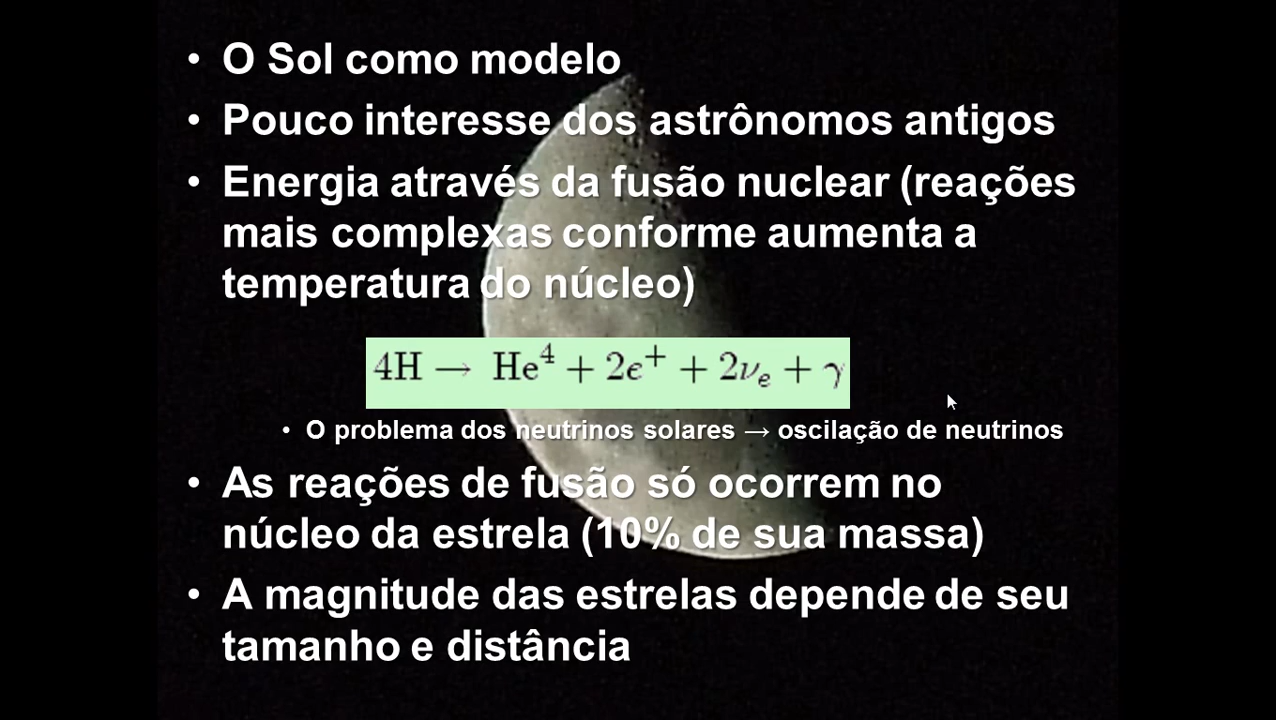 • O Sol como modelo
• Pouco interesse dos astrônomos antigos
• Energia através da fusão nuclear (reações
mais complexas conforme aumenta a
temperatura do núcleo)
4H → He⁴ + 2e⁺ + 2νₑ + γ
• O problema dos neutrinos solares → oscilação de neutrinos
• As reações de fusão só ocorrem no
núcleo da estrela (10% de sua massa)
• A magnitude das estrelas depende de seu
tamanho e distância